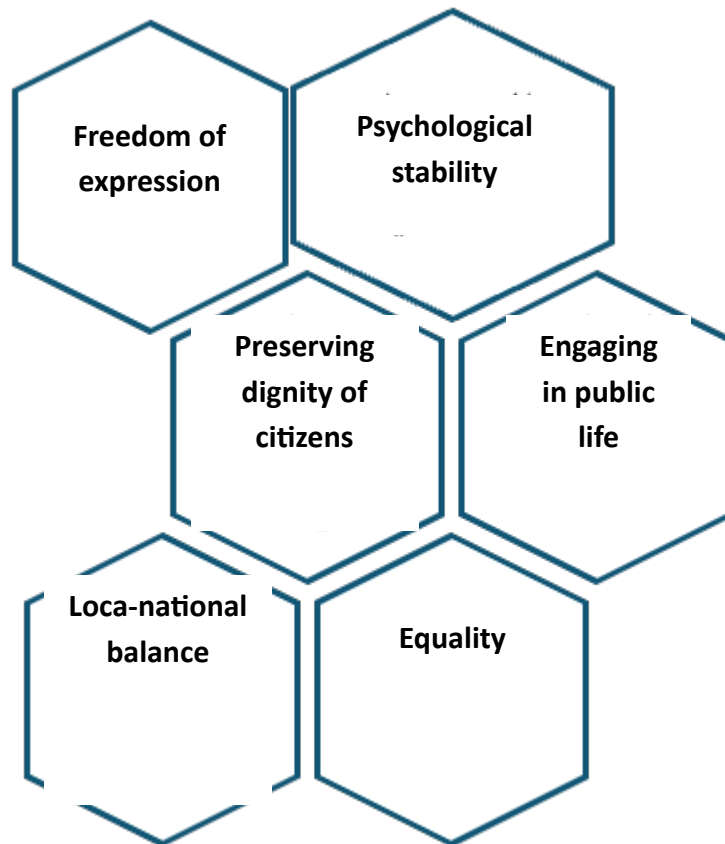 Freedom of
expression
Psychological
stability
Preserving
dignity of
citizens
Engaging
in public
life
Loca-national
balance
Equality